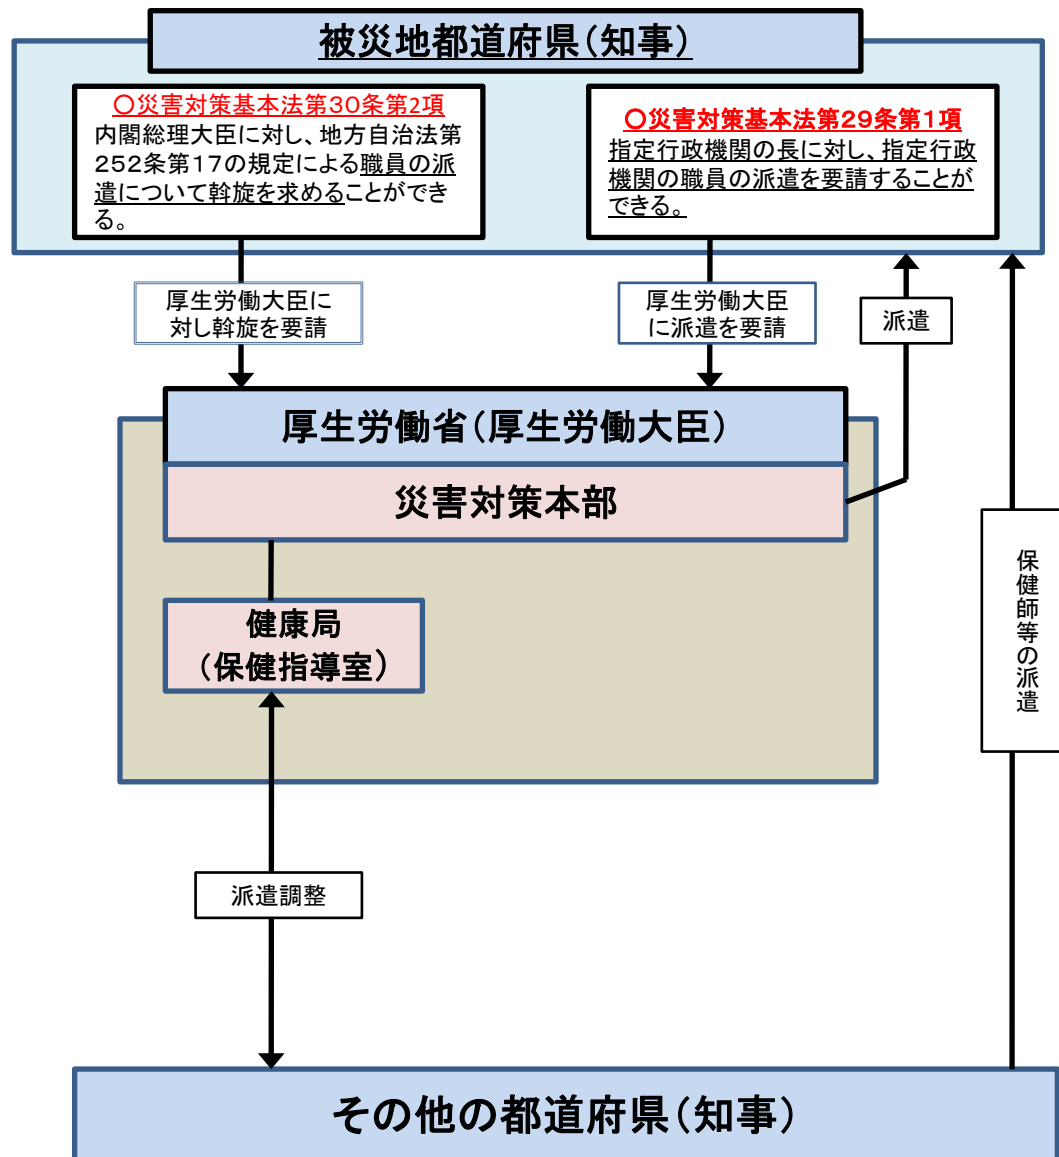 被災地都道府県(知事)
〇災害対策基本法第30条第2項
内閣総理大臣に対し、地方自治法第
252条第17の規定による職員の派
遣について斡旋を求めることができ
る。
〇災害対策基本法第29条第1項
指定行政機関の長に対し、指定行政
機関の職員の派遣を要請することが
できる。
厚生労働大臣に
対し斡旋を要請
厚生労働大臣
に派遣を要請
派遣
厚生労働省(厚生労働大臣)
災害対策本部
健康局
(保健指導室)
保健師等の派遣
派遣調整
その他の都道府県(知事)